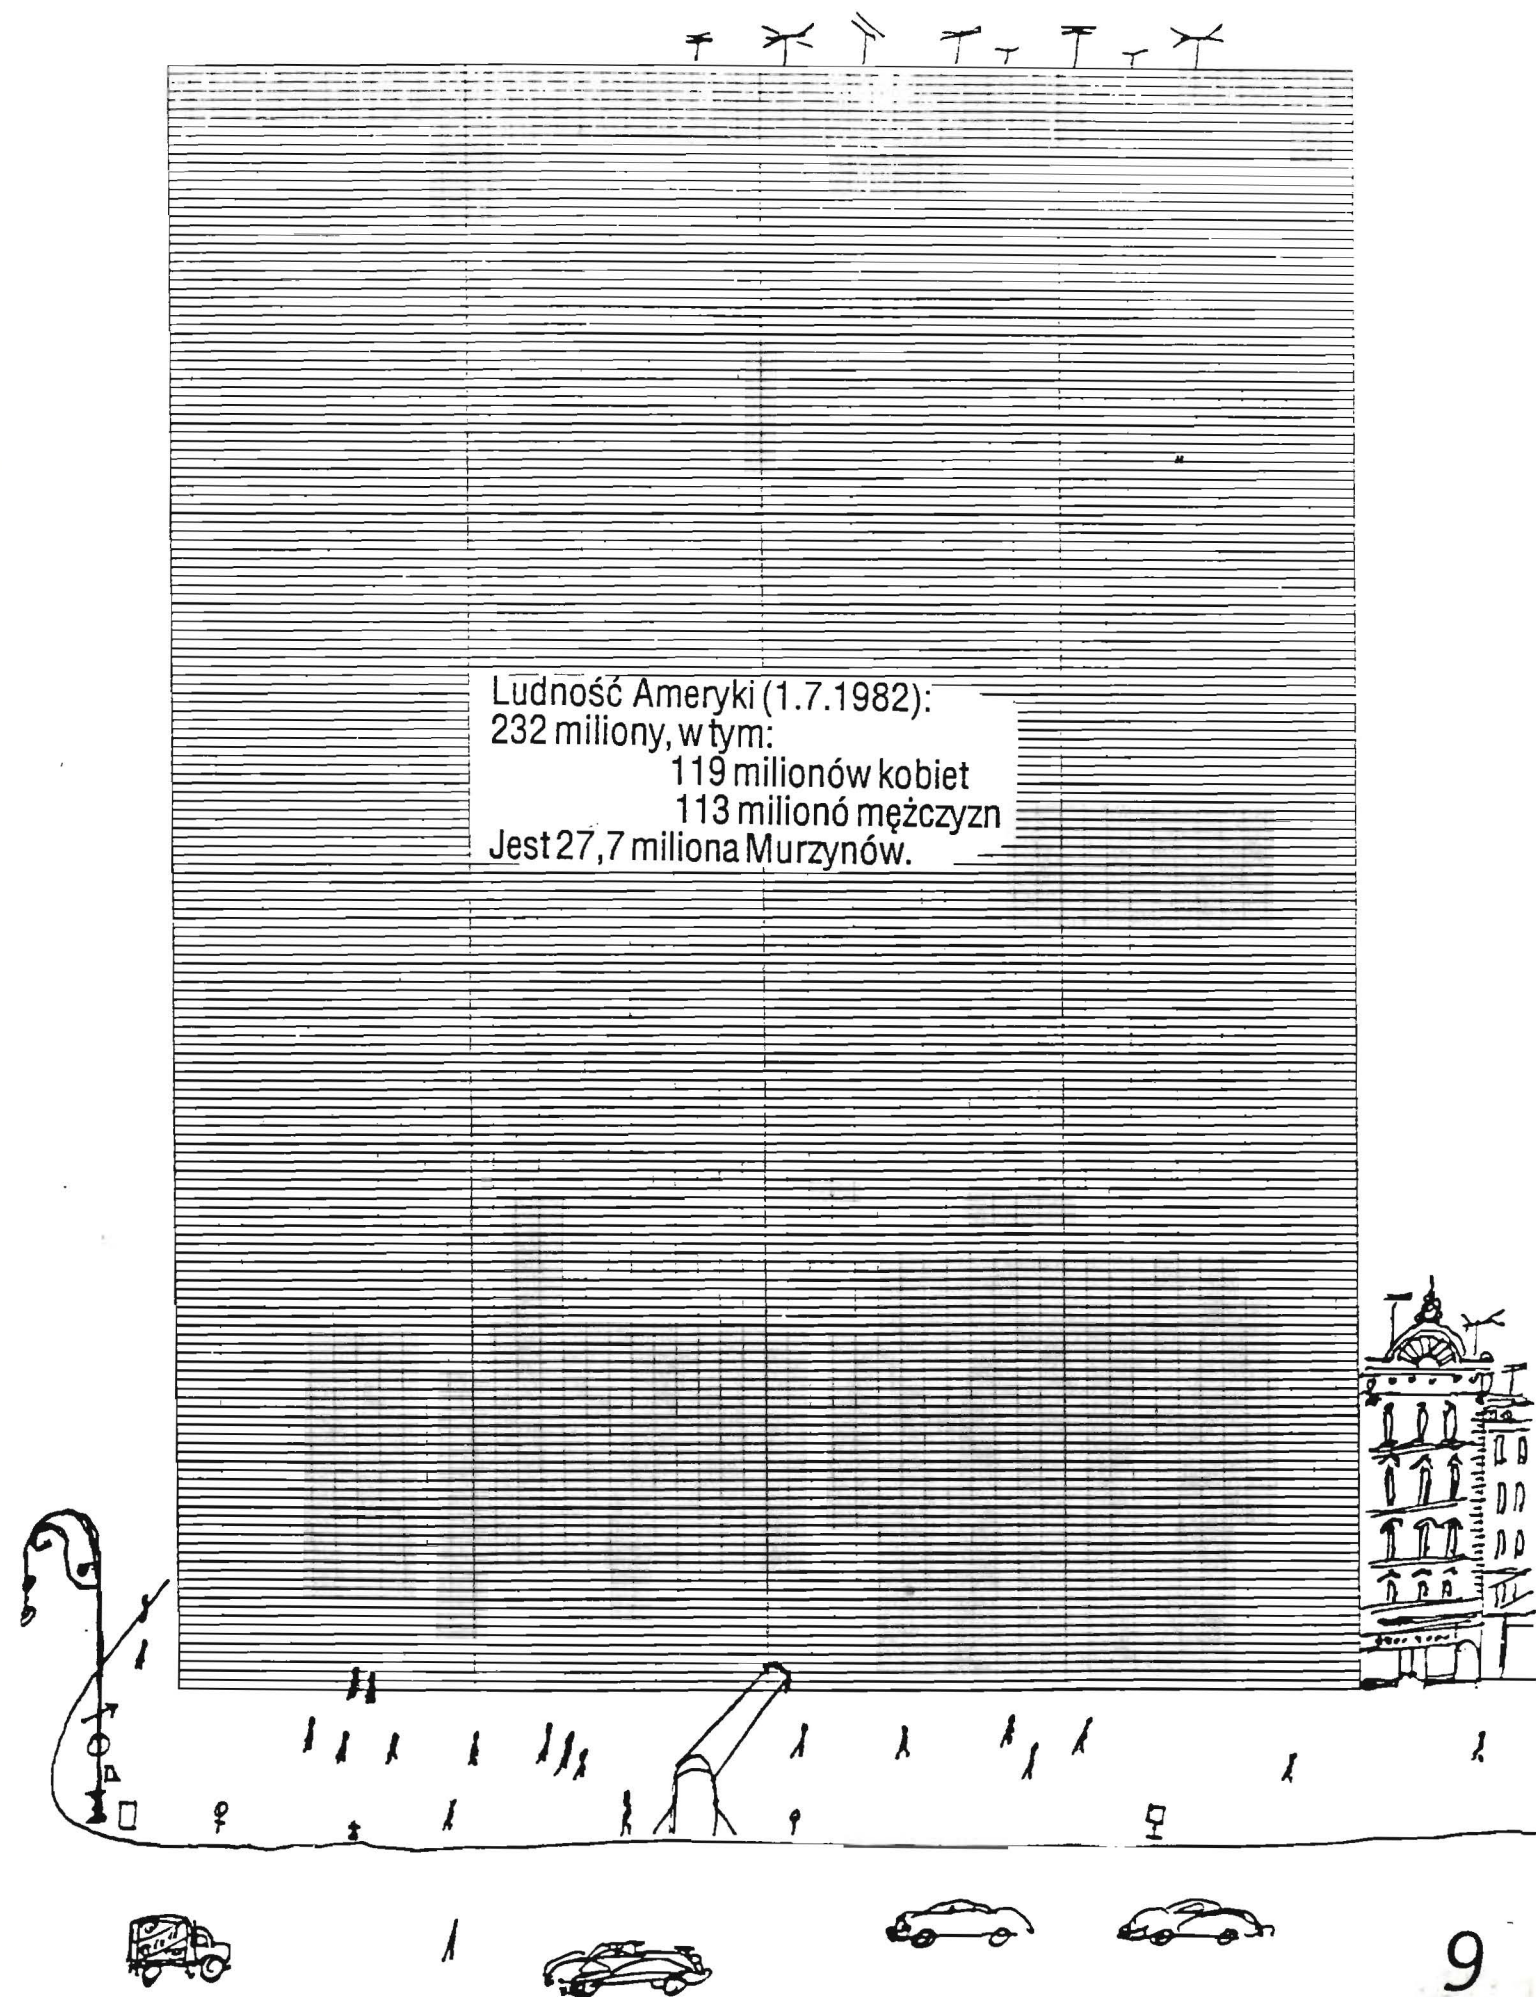 Ludność Ameryki (1.7.1982):
232 miliony, w tym:
119 milionów kobiet
113 milionó mężczyzn
Jest 27,7 miliona Murzynów.
9